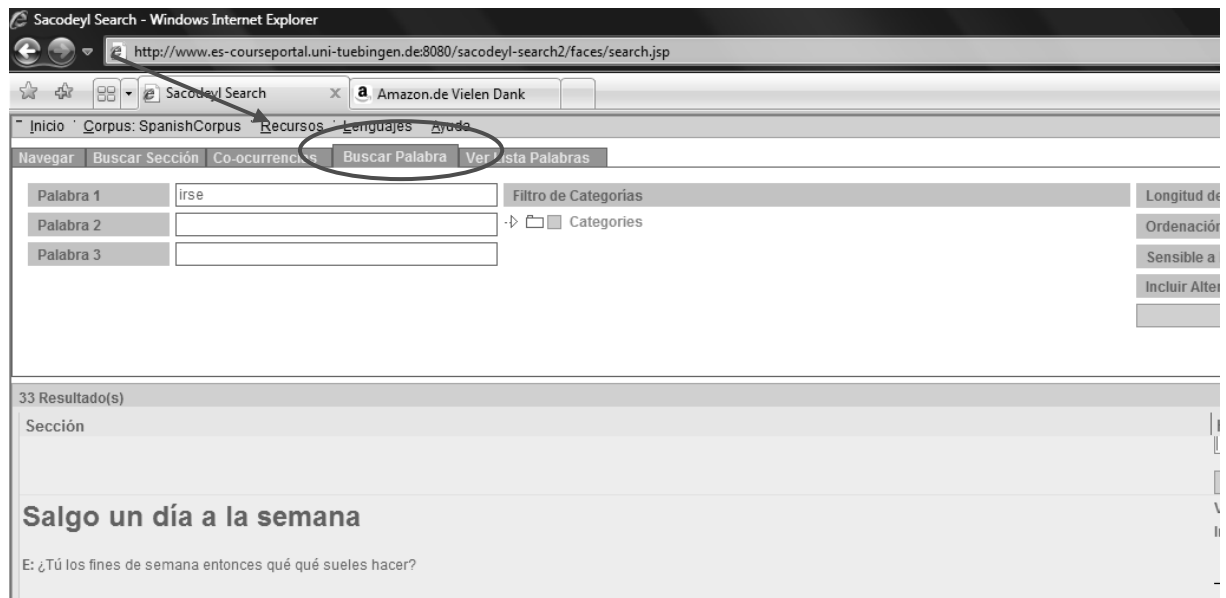 Sacodeyl Search - Windows Internet Explorer
http://www.es-courseportal.uni-tuebingen.de:8080/sacodeyl-search2/faces/search.jsp
Sacodeyl Search x a Amazon.de Vielen Dank
Inicio Corpus: SpanishCorpus Recursos Lenguajes Ayuda
Navegar Buscar Sección Co-ocurrencias Buscar Palabra Ver Lista Palabras
Palabra 1 irse Filtro de Categorías Longitud de
Palabra 2 Categories Ordenación
Palabra 3 Sensible a
Incluir Alter
33 Resultado(s)
Sección
Salgo un día a la semana
E: ¿Tú los fines de semana entonces qué qué sueles hacer?